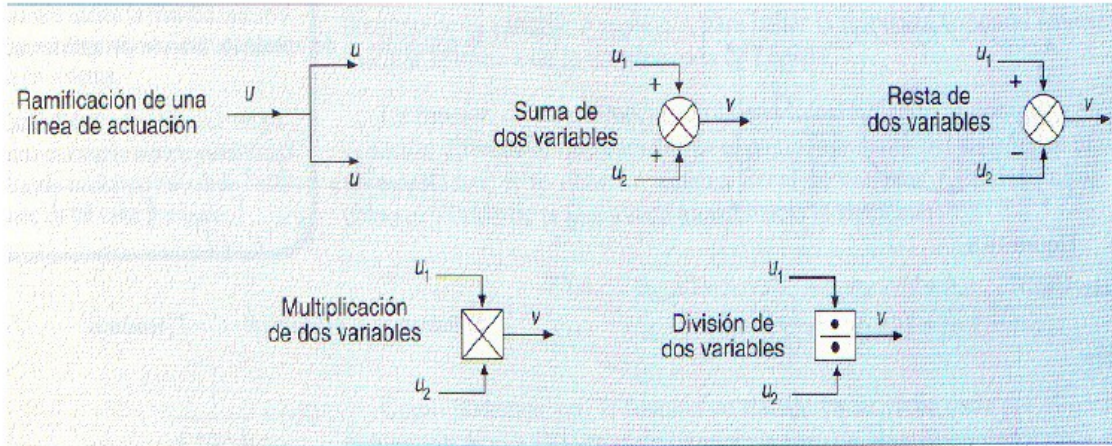 Ramificación de una
línea de actuación
U
u
u
Suma de
dos variables
u1
+
+
u2
v
Resta de
dos variables
u1
+
−
u2
v
Multiplicación
de dos variables
u1
u2
v
División de
dos variables
u1
u2
v